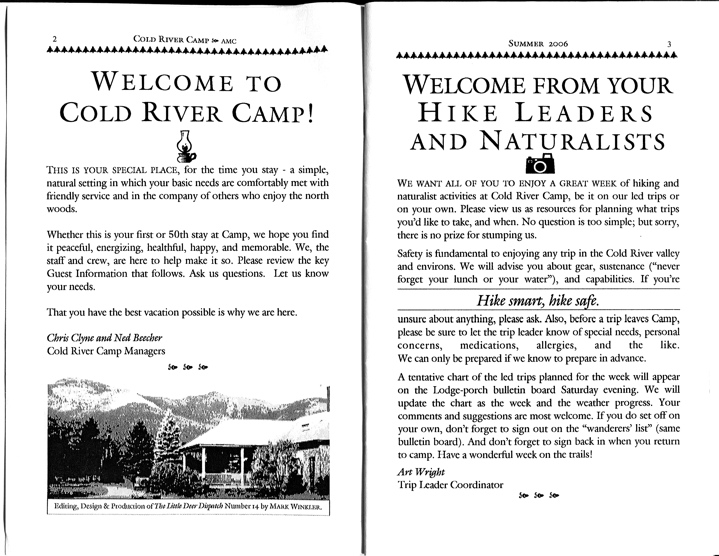 2
COLD RIVER CAMP AMC
WELCOME TO
COLD RIVER CAMP!
THIS IS YOUR SPECIAL PLACE, for the time you stay - a simple,
natural setting in which your basic needs are comfortably met with
friendly service and in the company of others who enjoy the north
woods.
Whether this is your first or 50th stay at Camp, we hope you find
it peaceful, energizing, healthful, happy, and memorable. We, the
staff and crew, are here to help make it so. Please review the key
Guest Information that follows. Ask us questions. Let us know
your needs.
That you have the best vacation possible is why we are here.
Chris Clyne and Ned Beecher
Cold River Camp Managers
Editing, Design & Production of The Little Deer Dispatch Number 14 by MARK WINKLER.
SUMMER 2006
3
WELCOME FROM YOUR
HIKE LEADERS
AND NATURALISTS
WE WANT ALL OF YOU TO ENJOY A GREAT WEEK of hiking and
naturalist activities at Cold River Camp, be it on our led trips or
on your own. Please view us as resources for planning what trips
you'd like to take, and when. No question is too simple; but sorry,
there is no prize for stumping us.
Safety is fundamental to enjoying any trip in the Cold River valley
and environs. We will advise you about gear, sustenance ("never
forget your lunch or your water"), and capabilities. If you're
Hike smart, hike safe.
unsure about anything, please ask. Also, before a trip leaves Camp,
please be sure to let the trip leader know of special needs, personal
concerns, medications, allergies, and the like.
We can only be prepared if we know to prepare in advance.
A tentative chart of the led trips planned for the week will appear
on the Lodge-porch bulletin board Saturday evening. We will
update the chart as the week and the weather progress. Your
comments and suggestions are most welcome. If you do set off on
your own, don't forget to sign out on the "wanderers' list" (same
bulletin board). And don't forget to sign back in when you return
to camp. Have a wonderful week on the trails!
Art Wright
Trip Leader Coordinator